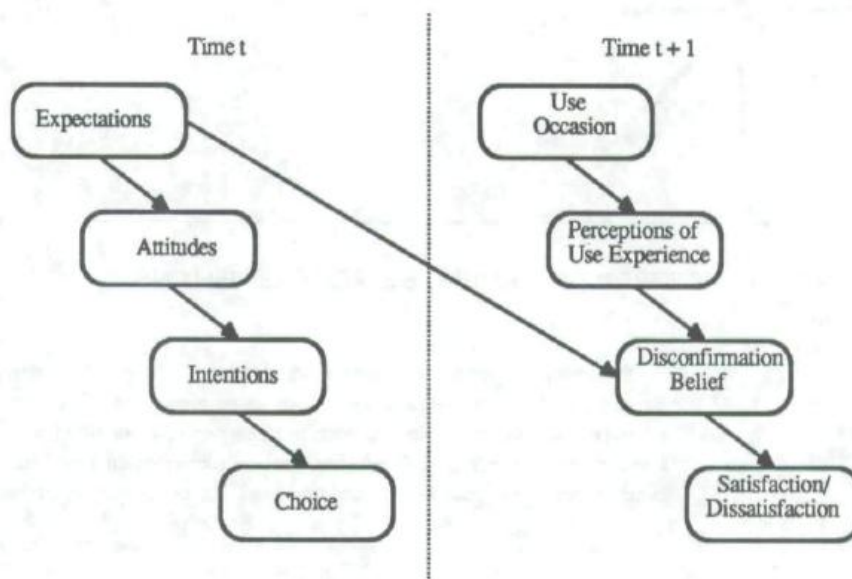 Time t
Expectations
Attitudes
Intentions
Choice
Time t + 1
Use
Occasion
Perceptions of
Use Experience
Disconfirmation
Belief
Satisfaction/
Dissatisfaction